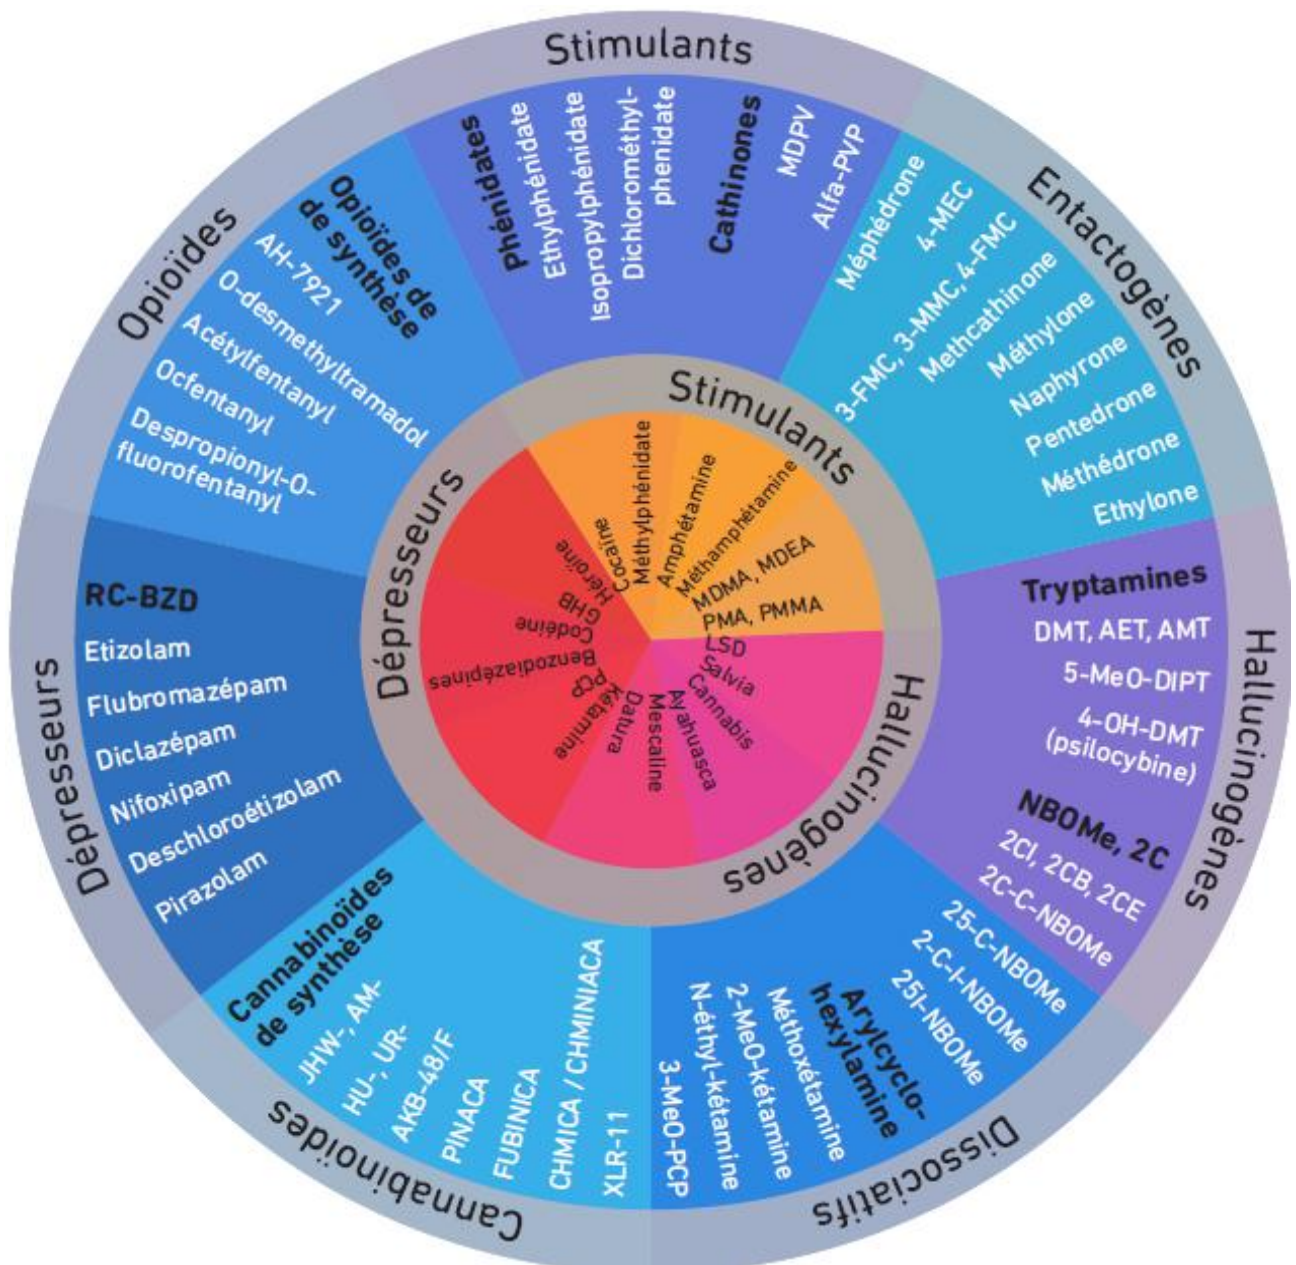 Stimulants
Phénidates
Ethylphénidate
Isopropylphénidate
Dichlorométhyl-
phenidate
Cathinones
MDPV
Alfa-PVP
Entactogènes
Méphédrone
4-MEC
3-FMC, 3-MMC, 4-FMC
Methcathinone
Méthylone
Naphyrone
Pentedrone
Méthédrone
Ethylone
Hallucinogènes
Tryptamines
DMT, AET, AMT
5-MeO-DIPT
4-OH-DMT
(psilocybine)
NBOMe, 2C
2CI, 2CB, 2CE
2C-C-NBOMe
Dissociatifs
25-C-NBOMe
2-C-I-NBOMe
25I-NBOMe
Arylcyclo-
hexylamine
Méthoxétamine
2-MeO-kétamine
N-éthyl-kétamine
3-MeO-PCP
Cannabinoïdes
Cannabinoïdes
de synthèse
JHW-, AM-
HU-, UR-
AKB-48/F
PINACA
FUBINICA
CHMICA / CHMINIACA
XLR-11
Dépresseurs
RC-BZD
Etizolam
Flubromazépam
Diclazépam
Nifoxipam
Deschloroétizolam
Pirazolam
Opioïdes
Opioïdes de
de synthèse
AH-7921
O-desmethyltramadol
Acétylfentanyl
Ocfentanyl
Despropionyl-O-
fluorofentanyl
Stimulants
Cocaïne
Méthylphénidate
Amphétamine
Méthamphétamine
MDMA, MDEA
PMA, PMMA
Hallucinogènes
LSD
Salvia
Cannabis
Ayahuasca
Mescaline
Datura
Dépresseurs
Kétamine
PCP
Benzodiazépines
Codéine
GHB
Heroïne